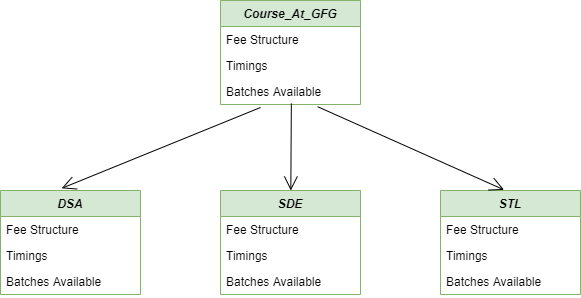 Course_At_GFG
Fee Structure
Timings
Batches Available
DSA
Fee Structure
Timings
Batches Available
SDE
Fee Structure
Timings
Batches Available
STL
Fee Structure
Timings
Batches Available